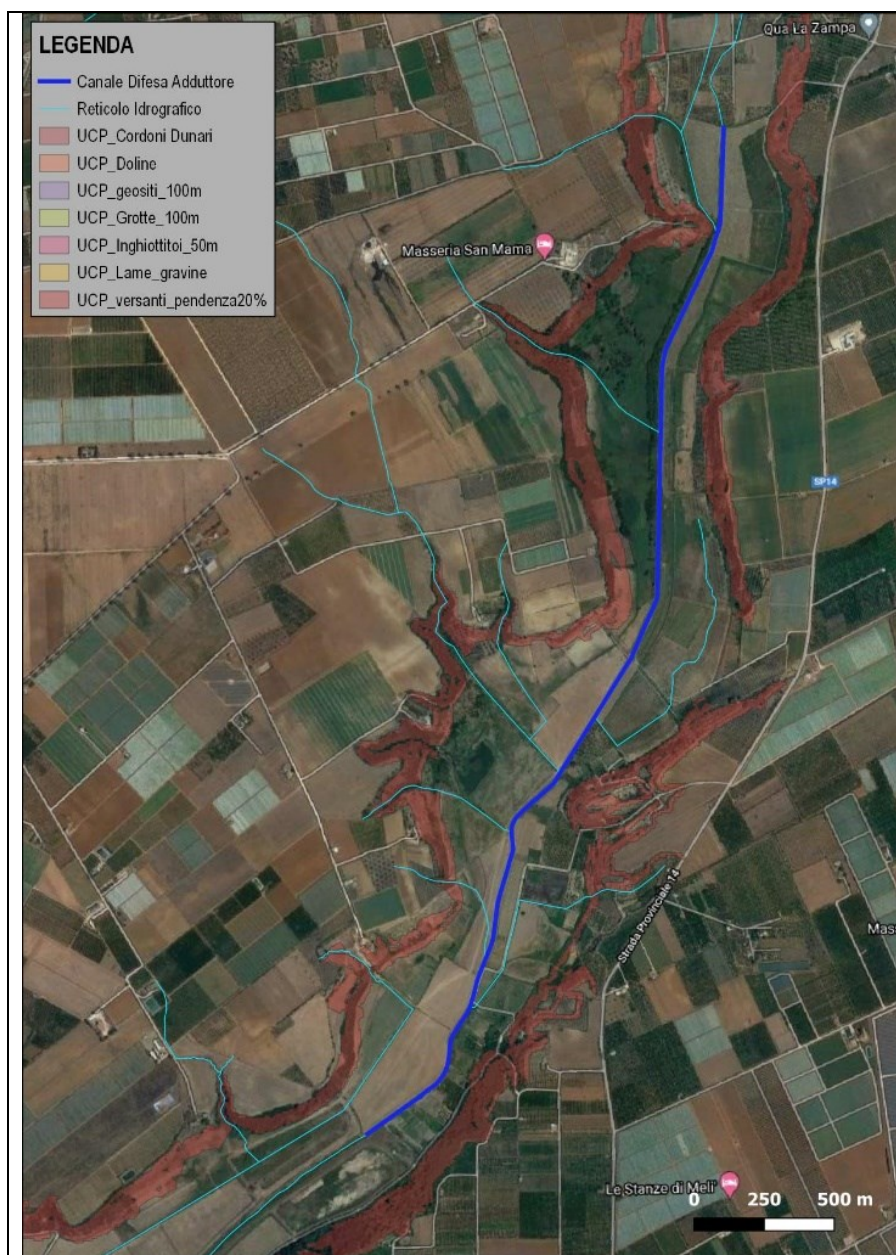 LEGENDA
Canale Difesa Adduttore
Reticolo Idrografico
UCP_Cordoni Dunari
UCP_Doline
UCP_geositi_100m
UCP_Grotte_100m
UCP_Inghiottitoi_50m
UCP_Lame_gravine
UCP_versanti_pendenza20%
Qua La Zampa
Masseria San Mama
SP14
Strada Provinciale 14
Mass
Le Stanze di Meli'
0 250 500 m